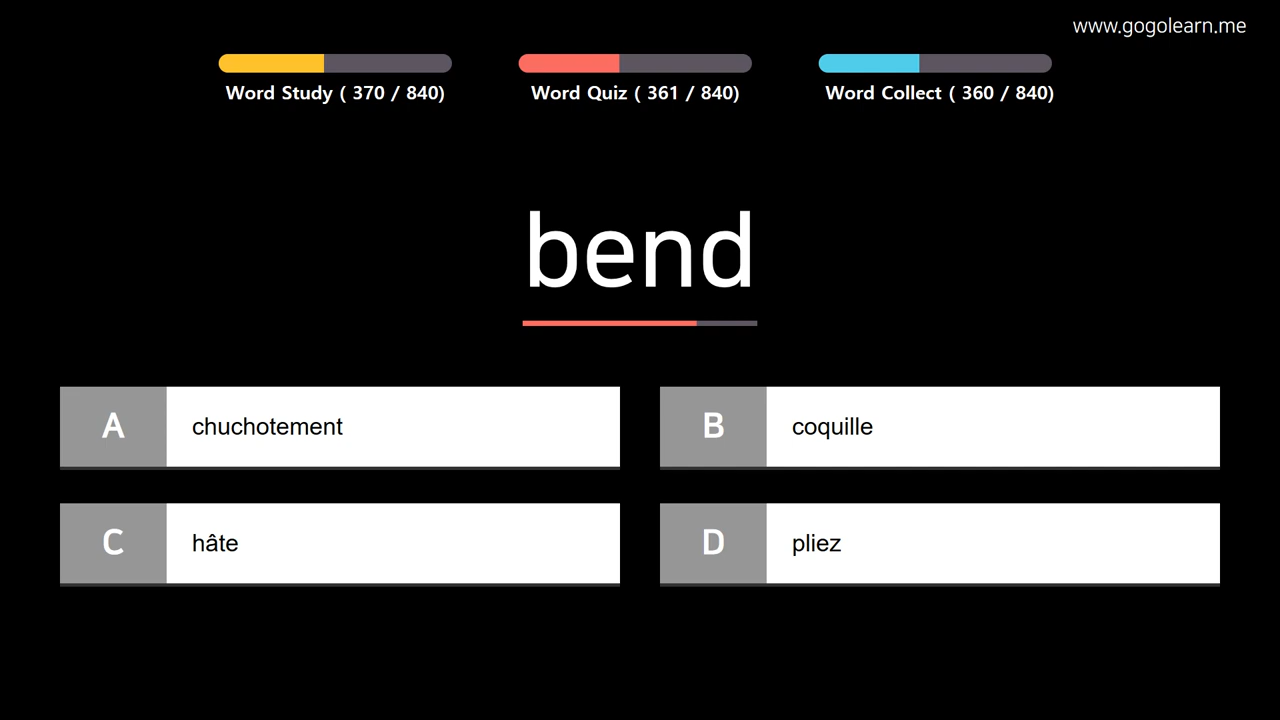 www.gogolearn.me
Word Study ( 370 / 840)
Word Quiz ( 361 / 840)
Word Collect ( 360 / 840)
bend
A chuchotement
B coquille
C hâte
D pliez